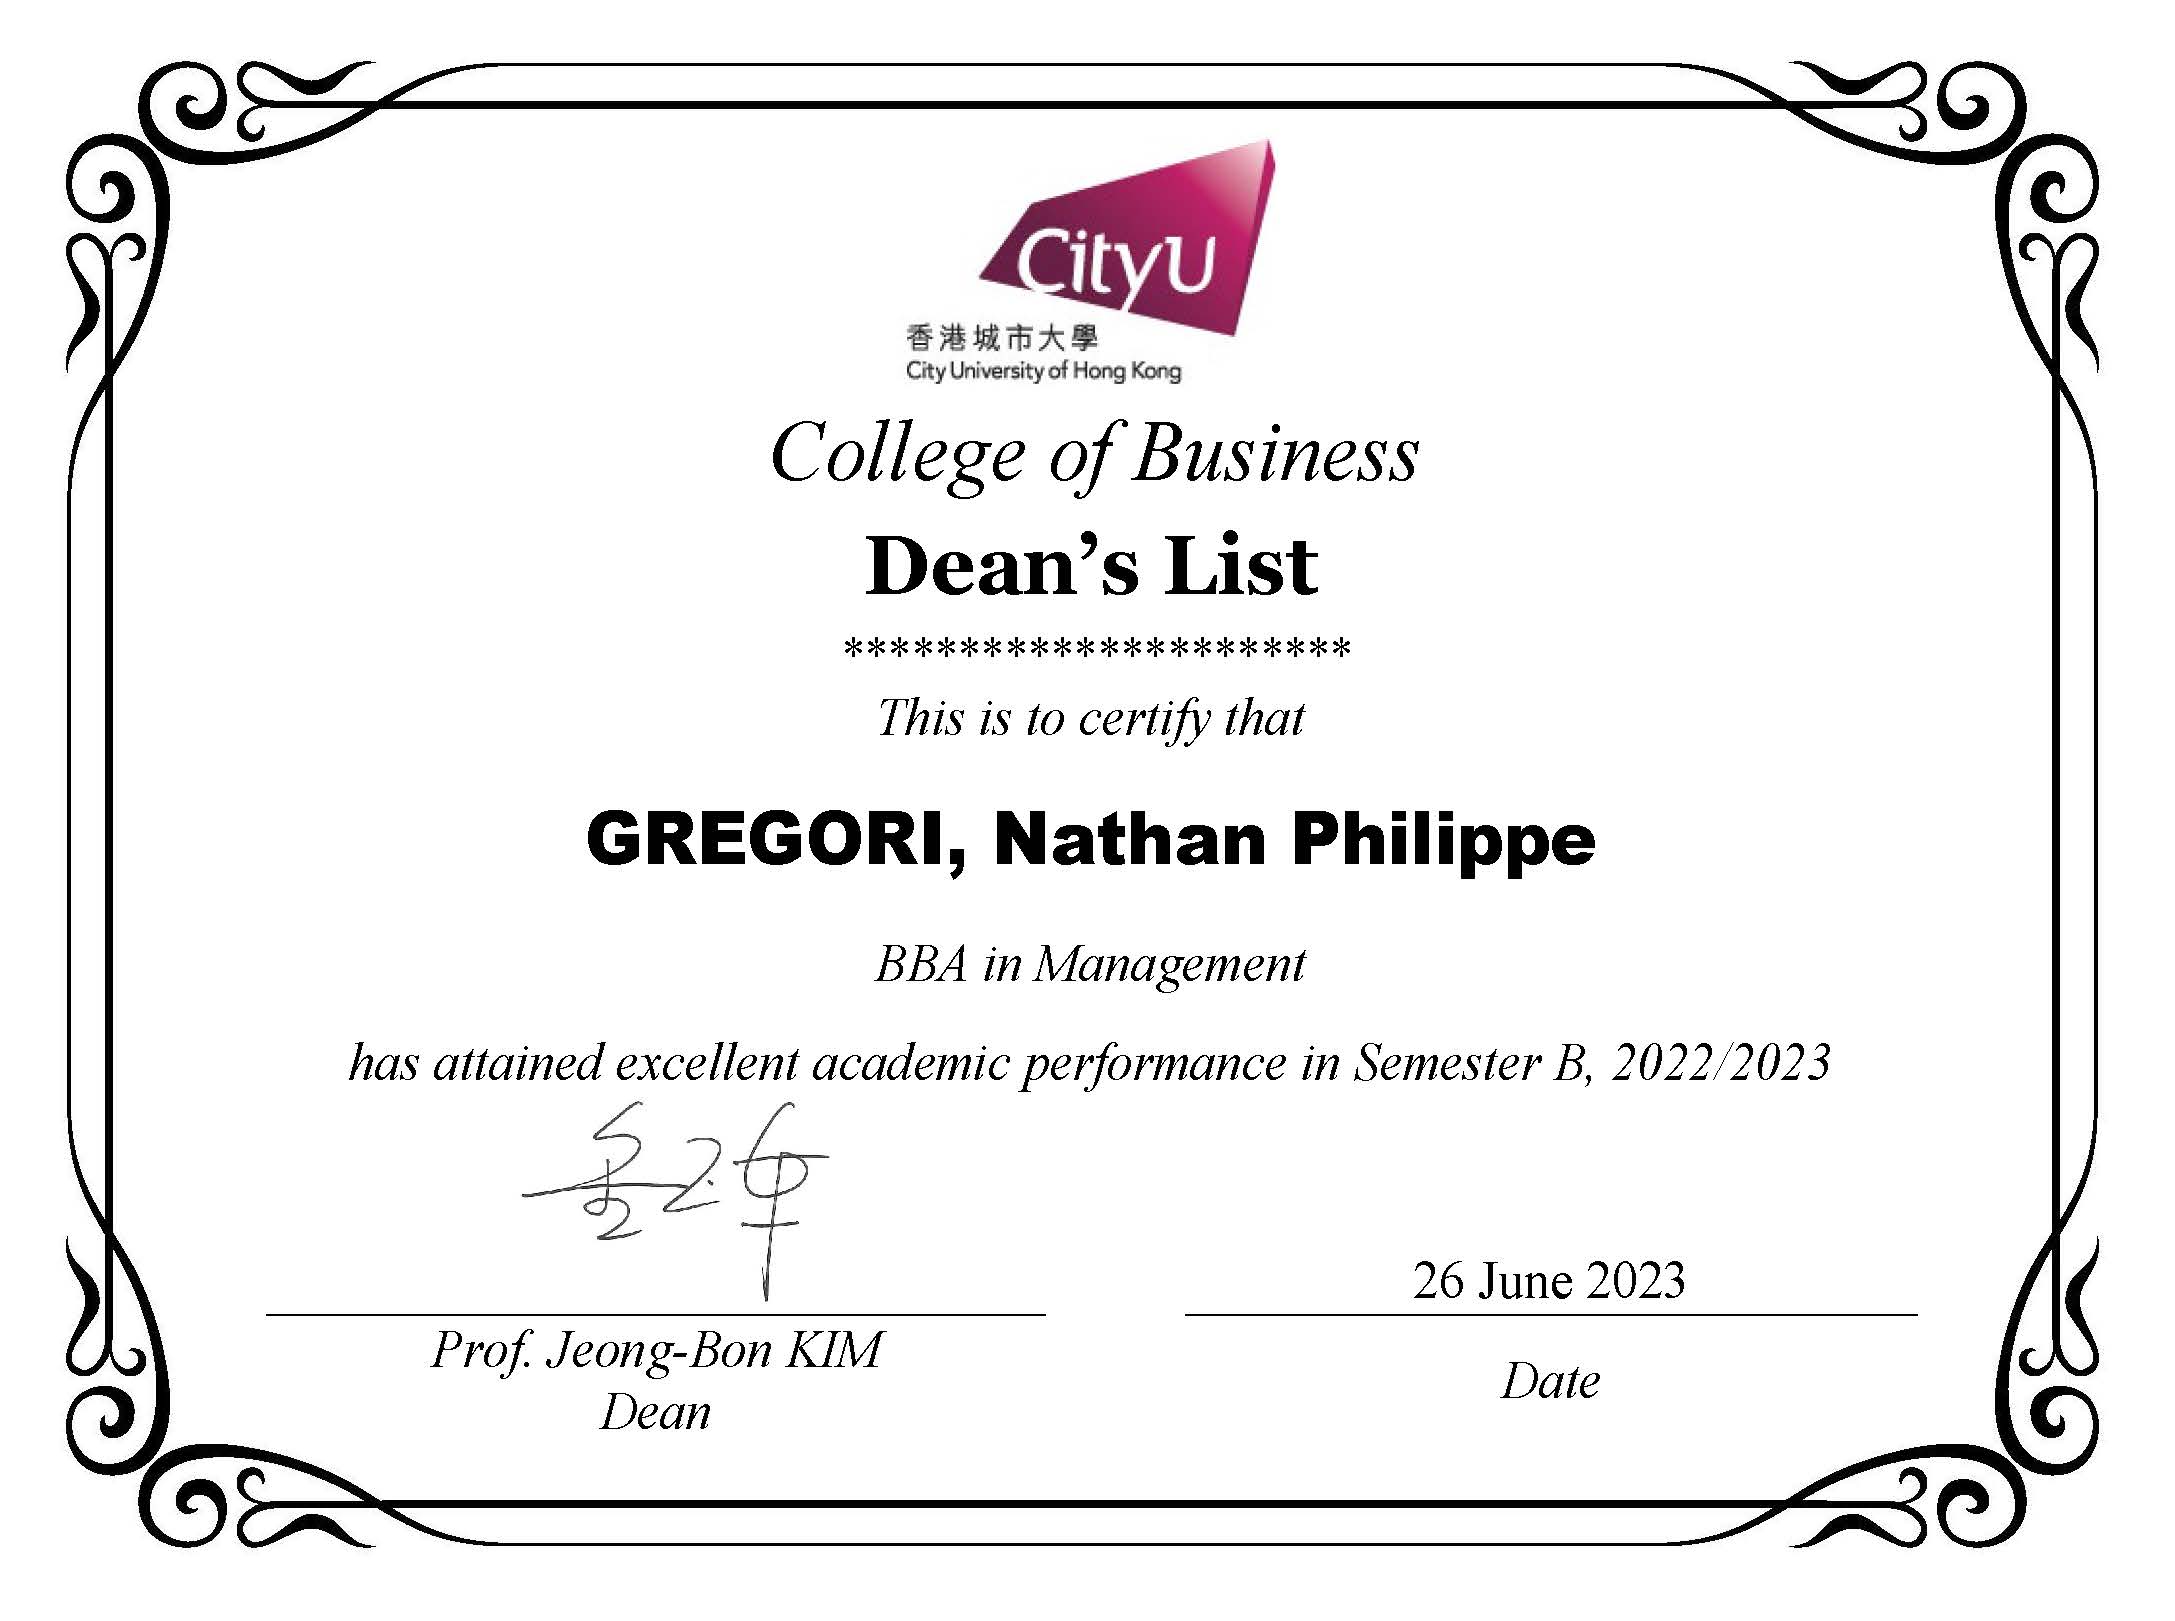 CityU
香港城市大學
City University of Hong Kong
College of Business
Dean’s List
**********************
This is to certify that
GREGORI, Nathan Philippe
BBA in Management
has attained excellent academic performance in Semester B, 2022/2023
26 June 2023
Prof. Jeong-Bon KIM
Dean
Date